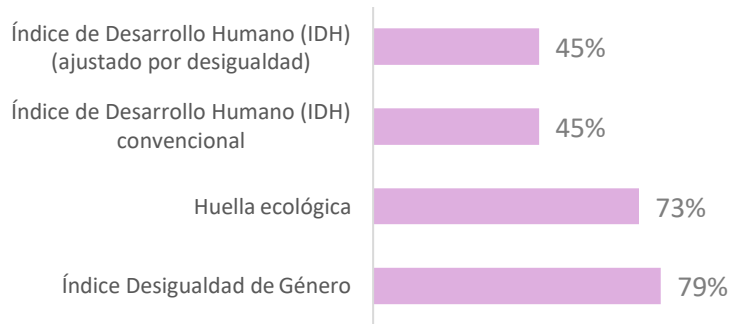 Índice de Desarrollo Humano (IDH)
(ajustado por desigualdad)
45%
Índice de Desarrollo Humano (IDH)
convencional
45%
Huella ecológica
73%
Índice Desigualdad de Género
79%